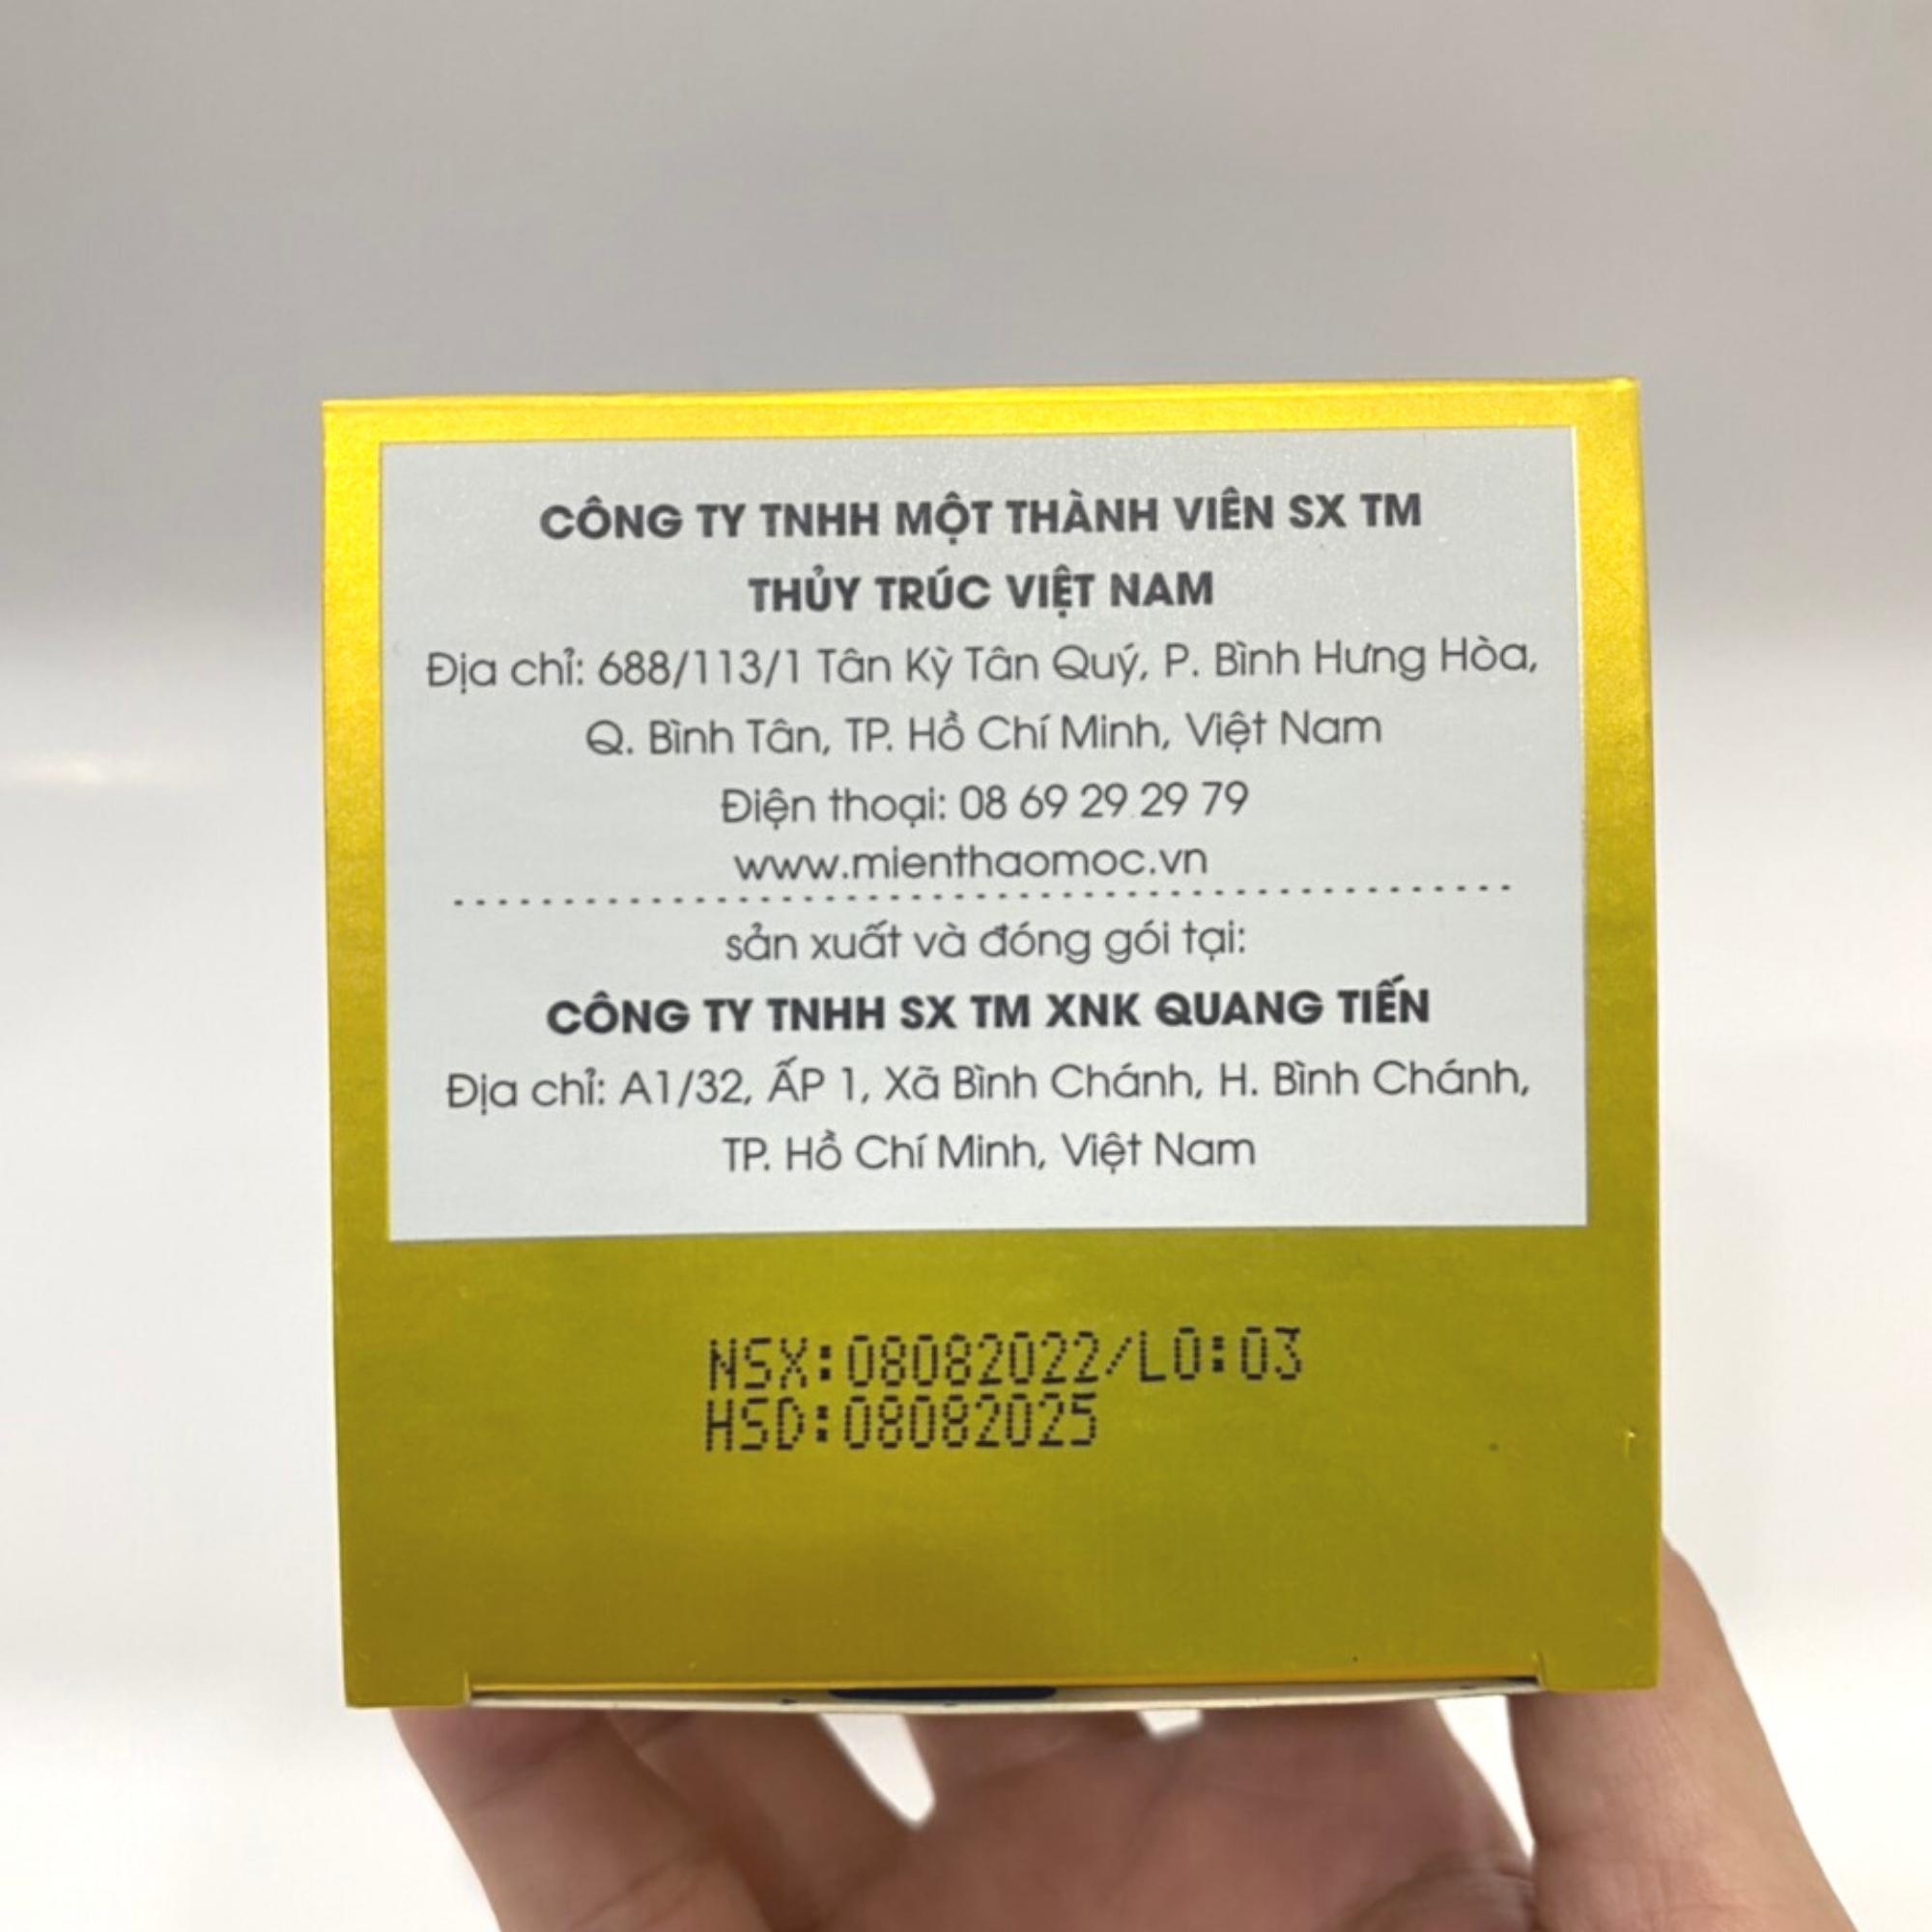 CÔNG TY TNHH MỘT THÀNH VIÊN SX TM
THỦY TRÚC VIỆT NAM
Địa chỉ: 688/113/1 Tân Kỳ Tân Quý, P. Bình Hưng Hòa,
Q. Bình Tân, TP. Hồ Chí Minh, Việt Nam
Điện thoại: 08 69 29 29 79
www.mienthaomoc.vn
sản xuất và đóng gói tại:
CÔNG TY TNHH SX TM XNK QUANG TIẾN
Địa chỉ: A1/32, ẤP 1, Xã Bình Chánh, H. Bình Chánh,
TP. Hồ Chí Minh, Việt Nam
NSX:08082022/LO:03
HSD:08082025